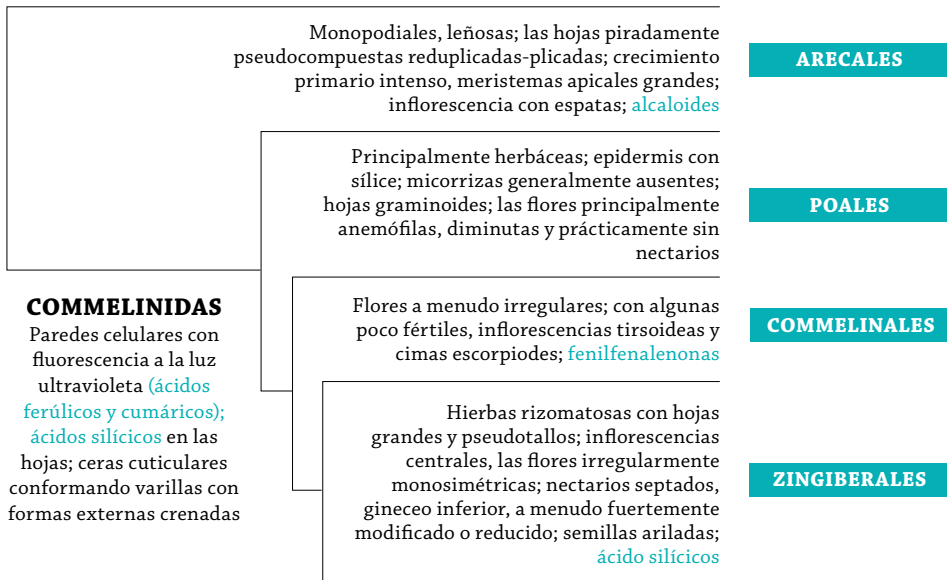 Monopodiales, leñosas; las hojas piradamente
pseudocompuestas reduplicadas-plicadas; crecimiento
primario intenso, meristemas apicales grandes;
inflorescencia con espatas; alcaloides
ARECALES
Principalmente herbáceas; epidermis con
sílice; micorrizas generalmente ausentes;
hojas graminoides; las flores principalmente
anemófilas, diminutas y prácticamente sin
nectarios
POALES
COMMELINIDAS
Paredes celulares con
fluorescencia a la luz
ultravioleta (ácidos
ferúlicos y cumáricos);
ácidos silícicos en las
hojas; ceras cuticulares
conformando varillas con
formas externas crenadas
Flores a menudo irregulares; con algunas
poco fértiles, inflorescencias tirsoideas y
cimas escorpiodes; fenilfenalenonas
COMMELINALES
Hierbas rizomatosas con hojas
grandes y pseudotallos; inflorescencias
centrales, las flores irregularmente
monosimétricas; nectarios septados,
gineceo inferior, a menudo fuertemente
modificado o reducido; semillas ariladas;
ácido silícicos
ZINGIBERALES